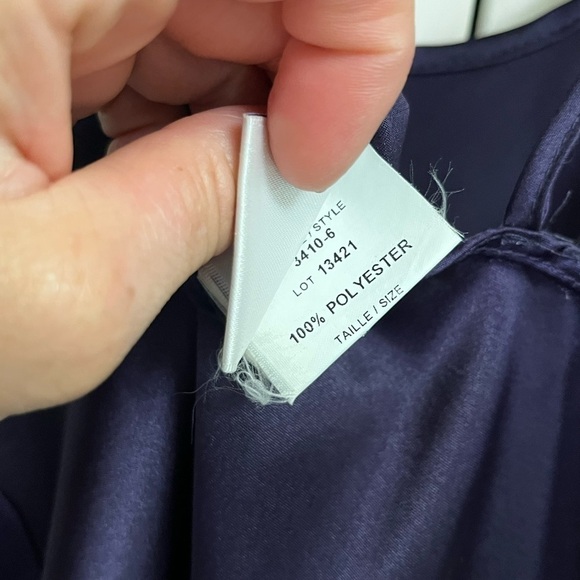 / STYLE
3410-6
LOT 13421
100% POLYESTER
TAILLE / SIZE